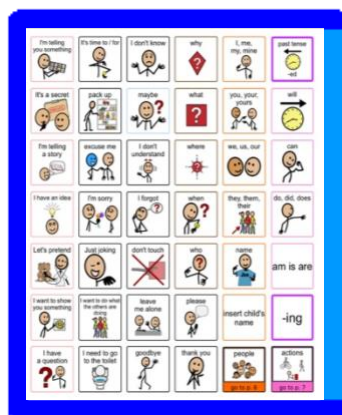 I'm telling you something
It's time to / for
I don't know
why
I, me, my, mine
past tense
-ed
It's a secret
pack up
maybe
what
you, your, yours
will
I'm telling a story
excuse me
I don't understand
where
we, us, our
can
I have an idea
I'm sorry
I forgot
when
they, them, their
do, did, does
Let's pretend
Just joking
don't touch
who
name
am is are
I want to show you something
I want to do what the others are doing
leave me alone
please
insert child's name
-ing
I have a question
I need to go to the toilet
goodbye
thank you
people
go to p. 6
actions
go to p. 7